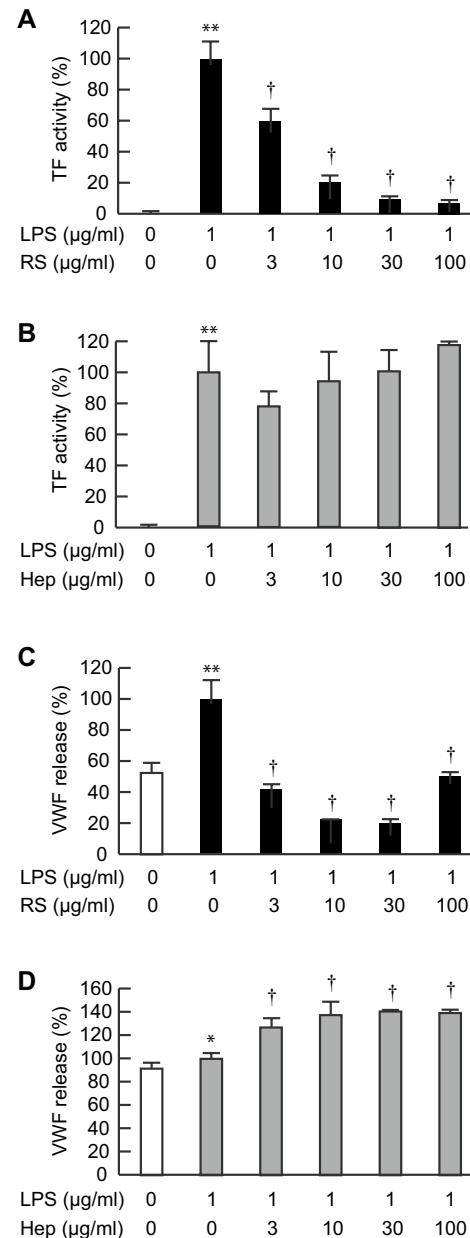 A
TF activity (%)
120
100
80
60
40
20
0
**
†
†
†
†
LPS (µg/ml) 0 1 1 1 1 1
RS (µg/ml) 0 0 3 10 30 100
B
TF activity (%)
120
100
80
60
40
20
0
**
LPS (µg/ml) 0 1 1 1 1 1
Hep (µg/ml) 0 0 3 10 30 100
C
VWF release (%)
120
100
80
60
40
20
0
**
†
†
†
†
LPS (µg/ml) 0 1 1 1 1 1
RS (µg/ml) 0 0 3 10 30 100
D
VWF release (%)
160
140
120
100
80
60
40
20
0
*
†
†
†
†
LPS (µg/ml) 0 1 1 1 1 1
Hep (µg/ml) 0 0 3 10 30 100